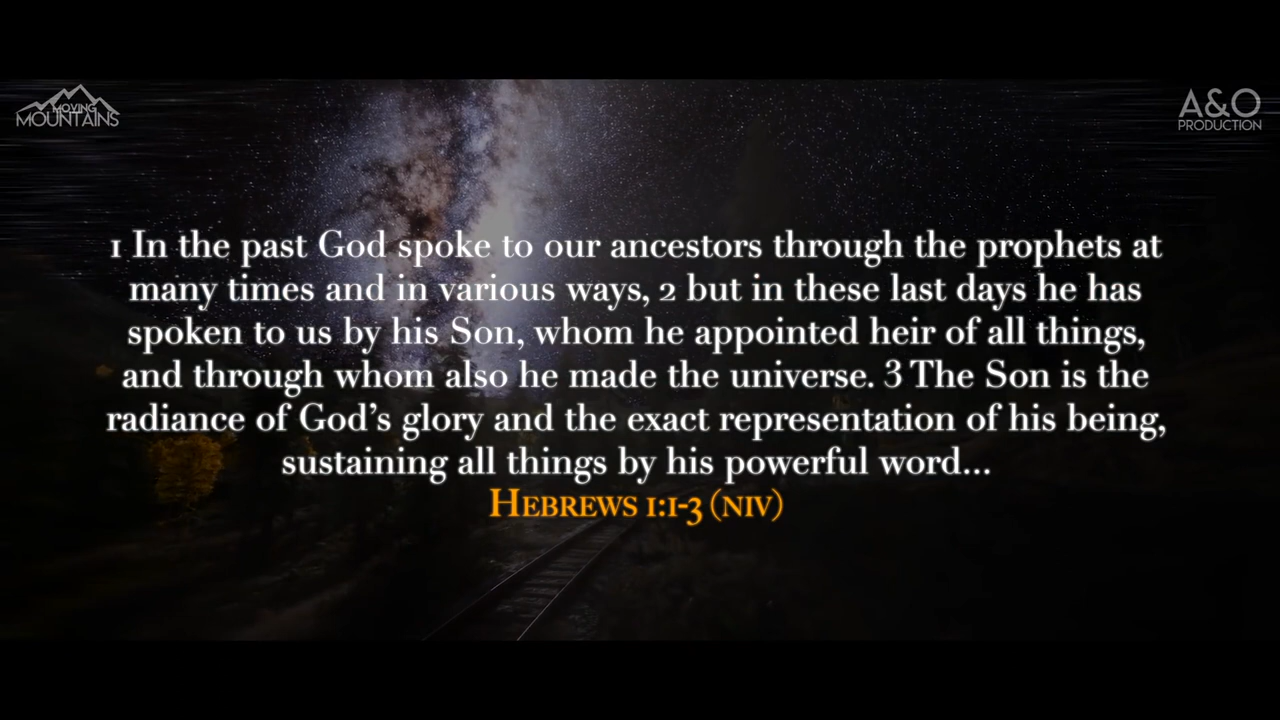 MOVING
MOUNTAINS
A&O
PRODUCTION
1 In the past God spoke to our ancestors through the prophets at
many times and in various ways, 2 but in these last days he has
spoken to us by his Son, whom he appointed heir of all things,
and through whom also he made the universe. 3 The Son is the
radiance of God’s glory and the exact representation of his being,
sustaining all things by his powerful word...
HEBREWS 1:1-3 (NIV)